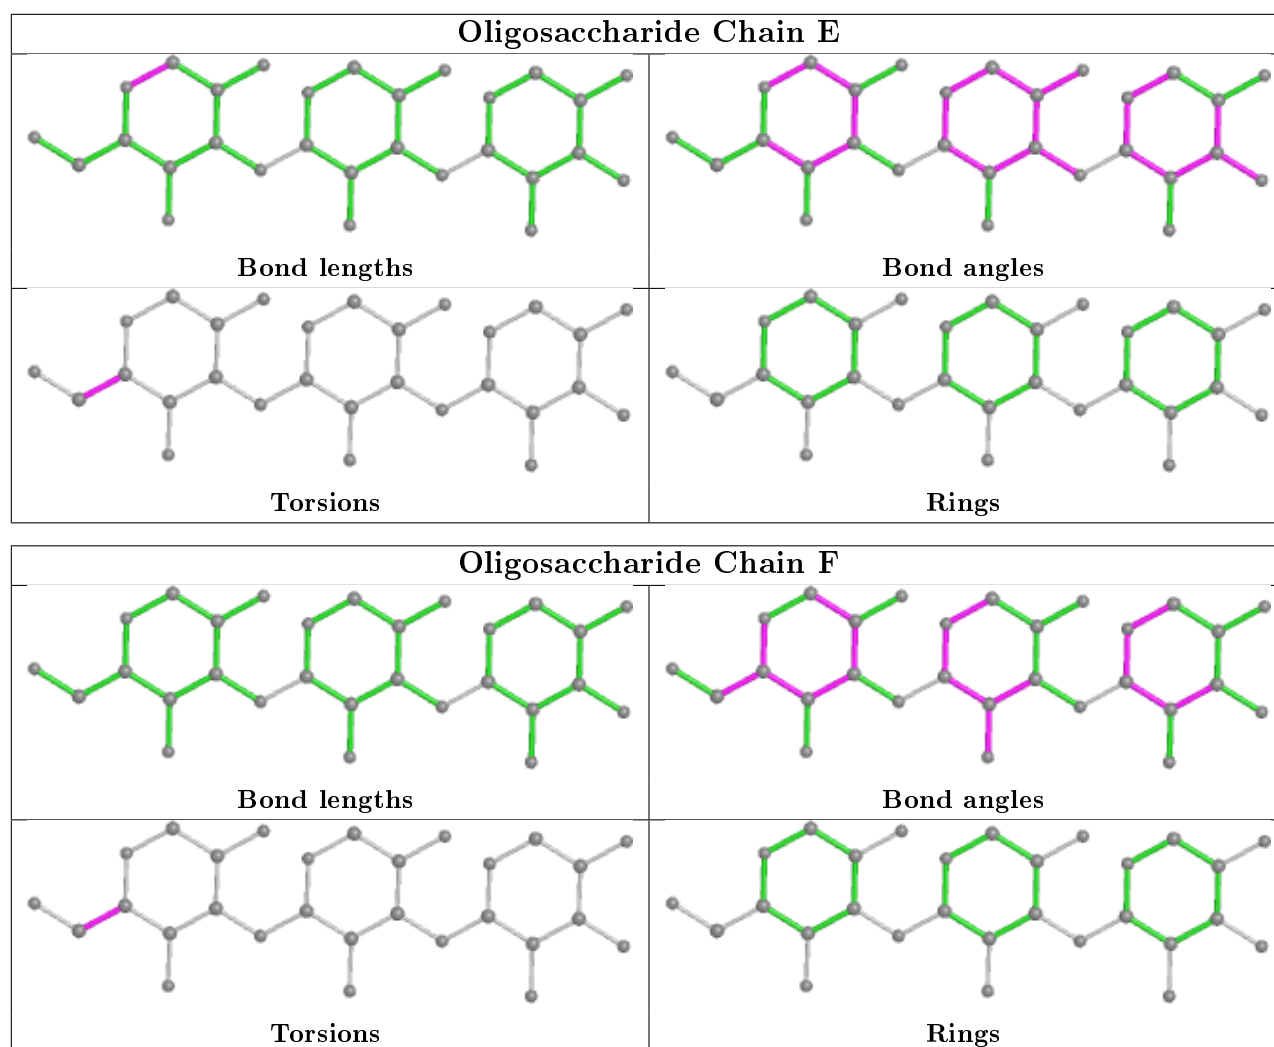 Oligosaccharide Chain E
Bond lengths
Bond angles
Torsions
Rings
Oligosaccharide Chain F
Bond lengths
Bond angles
Torsions
Rings